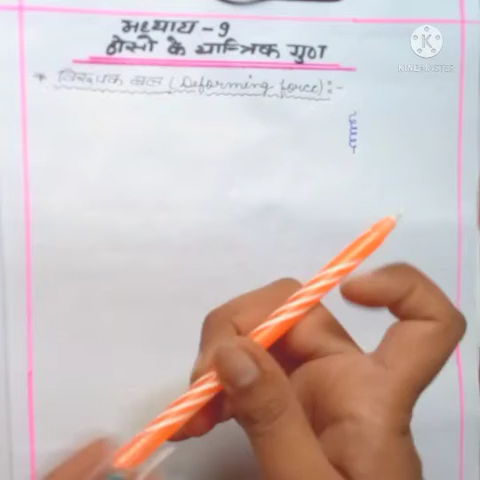 अध्याय - 9
ठोसों के यान्त्रिक गुण
* विरूपक बल (Deforming force) :-
KINEMASTER